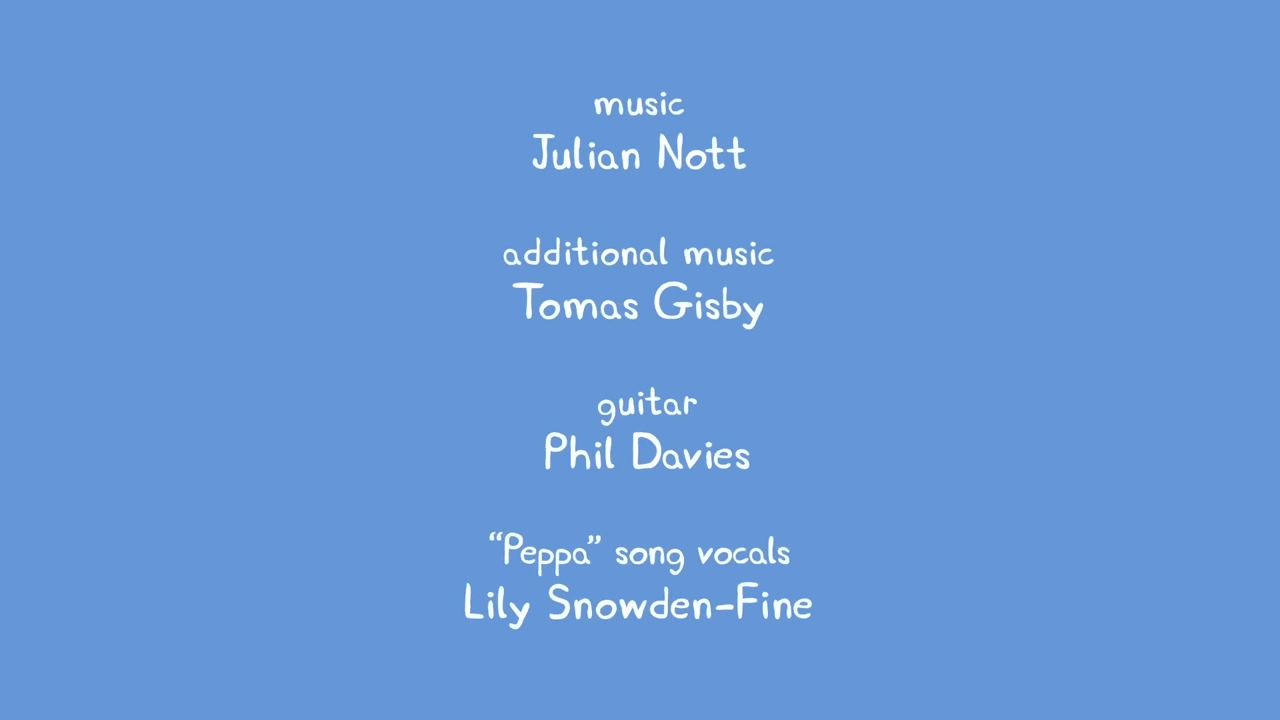 music
Julian Nott
additional music
Tomas Gisby
guitar
Phil Davies
“Peppa” song vocals
Lily Snowden-Fine